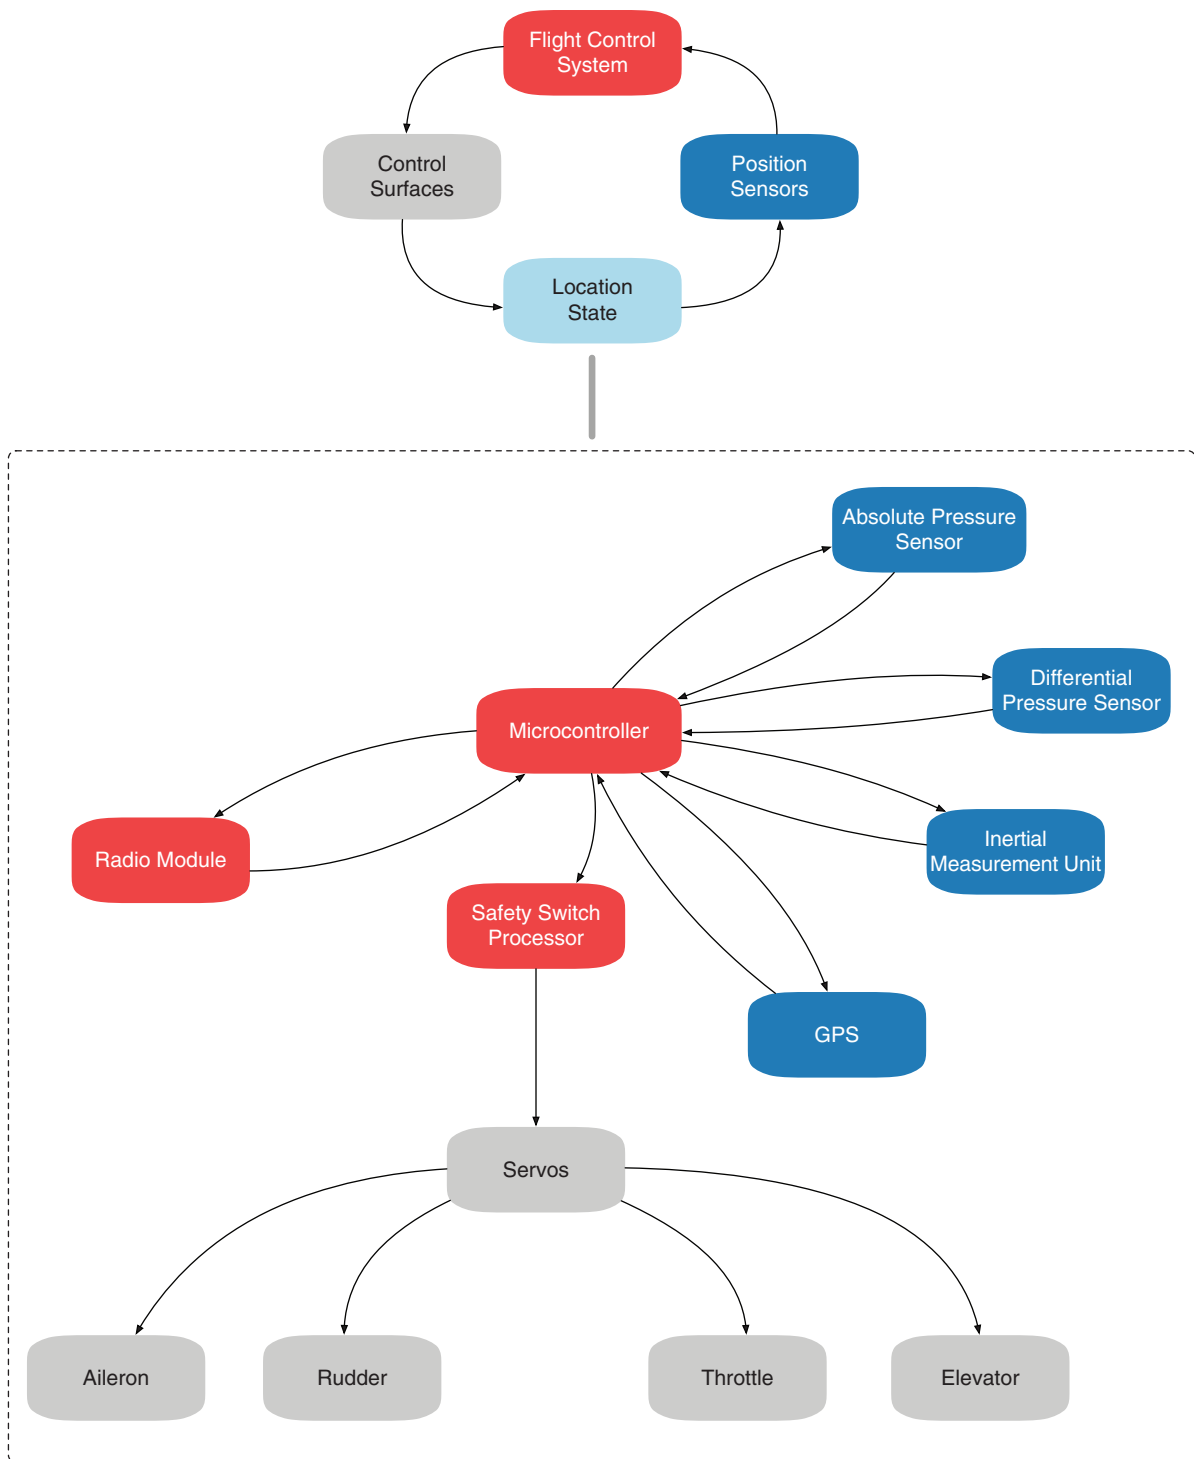 Flight Control
System
Control
Surfaces
Position
Sensors
Location
State
Absolute Pressure
Sensor
Differential
Pressure Sensor
Microcontroller
Inertial
Measurement Unit
Radio Module
Safety Switch
Processor
GPS
Servos
Aileron
Rudder
Throttle
Elevator